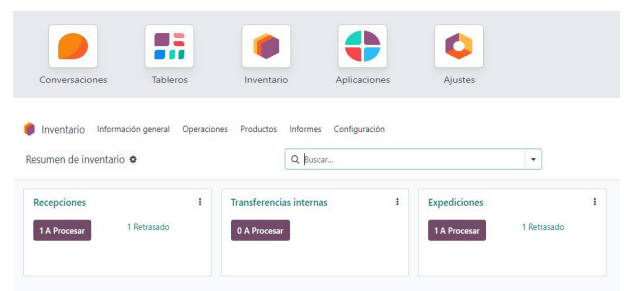 Conversaciones Tableros Inventario Aplicaciones Ajustes
Inventario Información general Operaciones Productos Informes Configuración
Resumen de inventario Buscar...
Recepciones Transferencias internas Expediciones
1 A Procesar 1 Retrasado 0 A Procesar 1 A Procesar 1 Retrasado